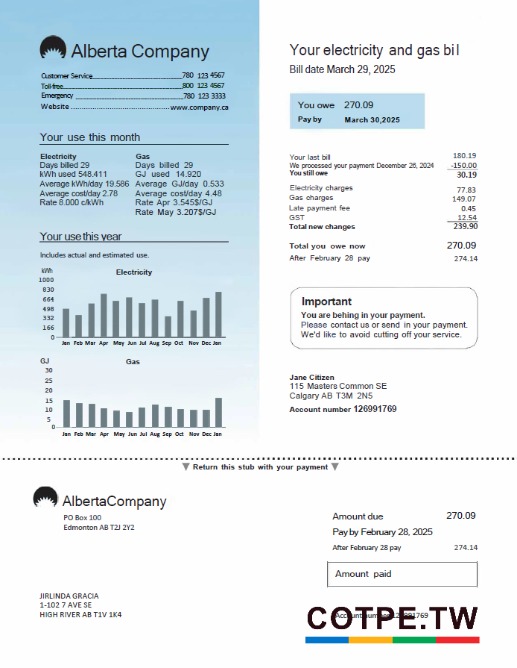 Alberta Company
Customer Service 780 123 4567
Toll-free 800 123 4567
Emergency 780 123 3333
Website www.company.ca
Your use this month
Electricity
Days billed 29
kWh used 548.411
Average kWh/day 19.586
Average cost/day 2.78
Rate 8.000 c/kWh
Gas
Days billed 29
GJ used 14.920
Average GJ/day 0.533
Average cost/day 4.48
Rate Apr 3.545$/GJ
Rate May 3.207$/GJ
Your use this year
Includes actual and estimated use.
kWh
Electricity
1000
830
664
498
332
166
0
Jan Feb Mar Apr May Jun Jul Aug Sep Oct Nov Dec Jan
GJ
Gas
30
25
20
15
10
5
0
Jan Feb Mar Apr May Jun Jul Aug Sep Oct Nov Dec Jan
Your electricity and gas bil
Bill date March 29, 2025
You owe 270.09
Pay by March 30,2025
Your last bill 180.19
We processed your payment December 26, 2024 -150.00
You still owe 30.19
Electricity charges 77.83
Gas charges 149.07
Late payment fee 0.45
GST 12.54
Total new changes 239.90
Total you owe now 270.09
After February 28 pay 274.14
Important
You are behing in your payment.
Please contact us or send in your payment.
We'd like to avoid cutting off your service.
Jane Citizen
115 Masters Common SE
Calgary AB T3M 2N5
Account number 126991769
Return this stub with your payment
AlbertaCompany
PO Box 100
Edmonton AB T2J 2Y2
Amount due 270.09
Pay by February 28, 2025
After February 28 pay 274.14
Amount paid
JIRLINDA GRACIA
1-102 7 AVE SE
HIGH RIVER AB T1V 1K4
COTPE.TW